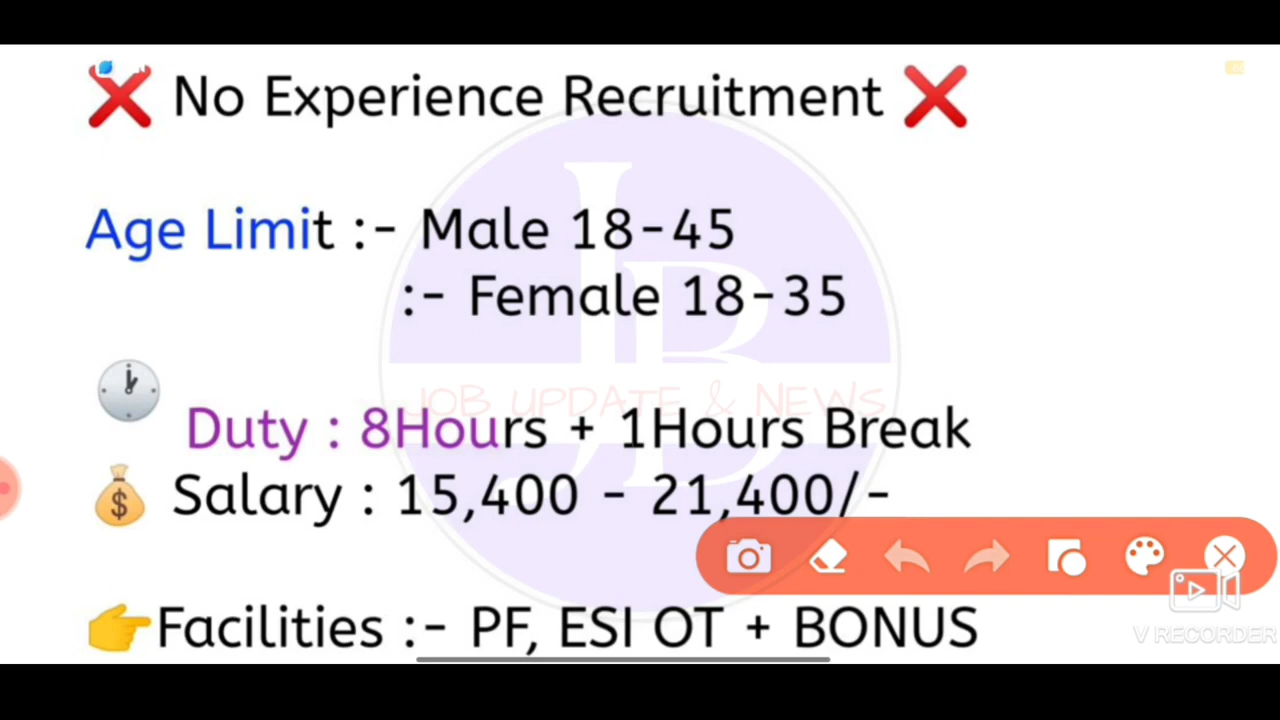 ❌ No Experience Recruitment ❌
Age Limit :- Male 18-45
:- Female 18-35
JOB UPDATE & NEWS
Duty : 8Hours + 1Hours Break
Salary : 15,400 - 21,400/-
👉Facilities :- PF, ESI OT + BONUS
V RECORDER